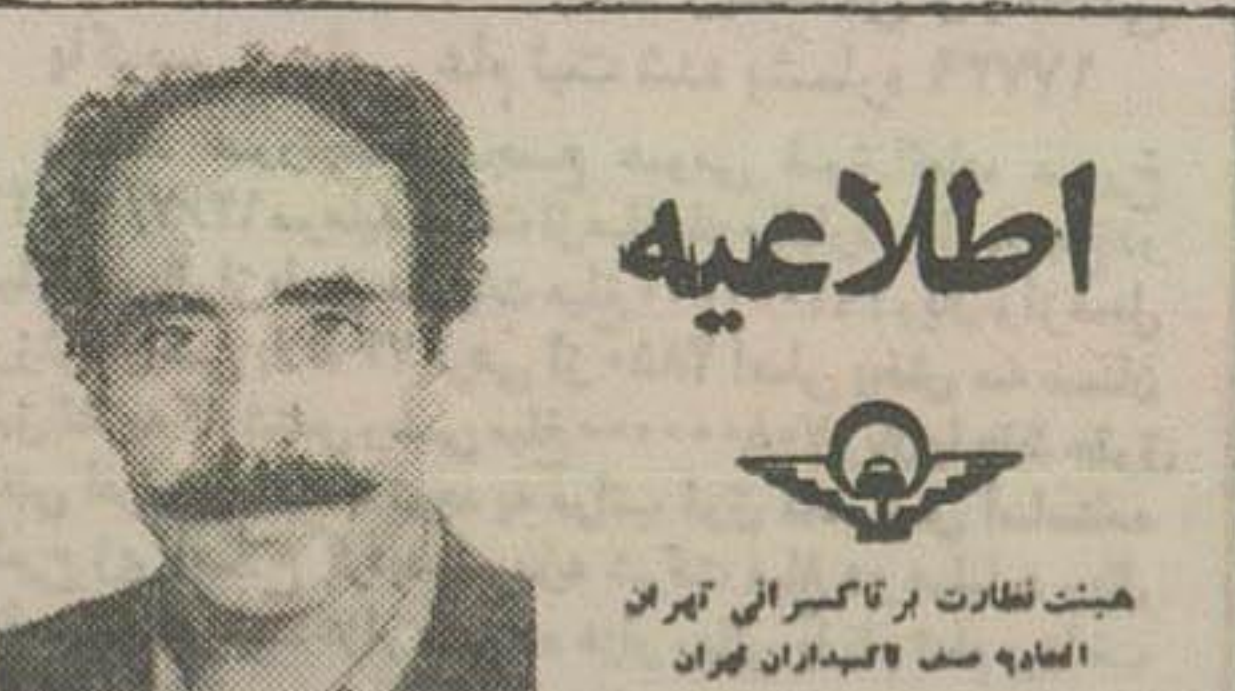 اطلاعیه
هیئت نظارت بر تاکسیرانی تهران
اتحادیه صنف تاکسیداران تهران